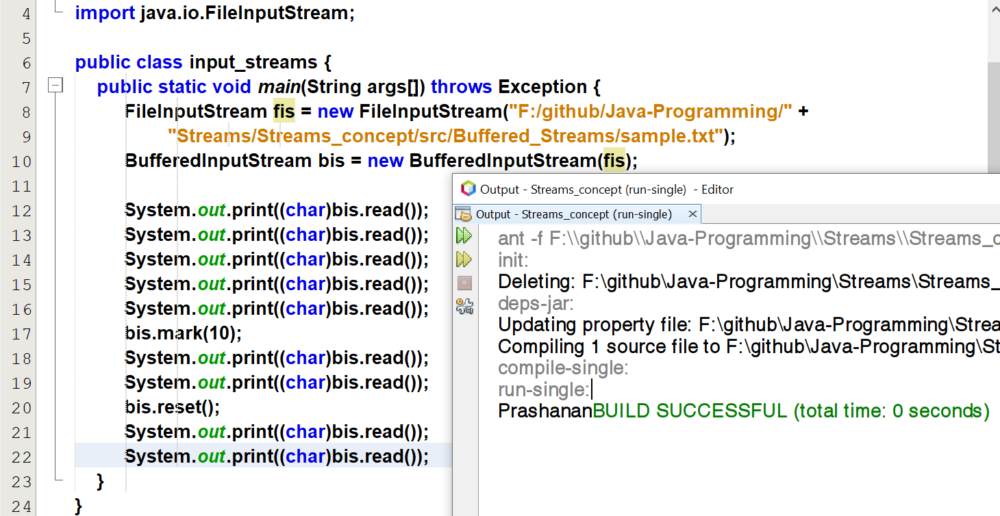 4 import java.io.FileInputStream;
5
6 public class input_streams {
7 public static void main(String args[]) throws Exception {
8 FileInputStream fis = new FileInputStream("F:/github/Java-Programming/" +
9 "Streams/Streams_concept/src/Buffered_Streams/sample.txt");
10 BufferedInputStream bis = new BufferedInputStream(fis);
11
12 System.out.print((char)bis.read());
13 System.out.print((char)bis.read());
14 System.out.print((char)bis.read());
15 System.out.print((char)bis.read());
16 System.out.print((char)bis.read());
17 bis.mark(10);
18 System.out.print((char)bis.read());
19 System.out.print((char)bis.read());
20 bis.reset();
21 System.out.print((char)bis.read());
22 System.out.print((char)bis.read());
23 }
24 }
Output - Streams_concept (run-single) - Editor
Output - Streams_concept (run-single)
ant -f F:\\github\\Java-Programming\\Streams\\Streams_c
init:
Deleting: F:\github\Java-Programming\Streams\Streams_
deps-jar:
Updating property file: F:\github\Java-Programming\Strea
Compiling 1 source file to F:\github\Java-Programming\St
compile-single:
run-single:
PrashananBUILD SUCCESSFUL (total time: 0 seconds)